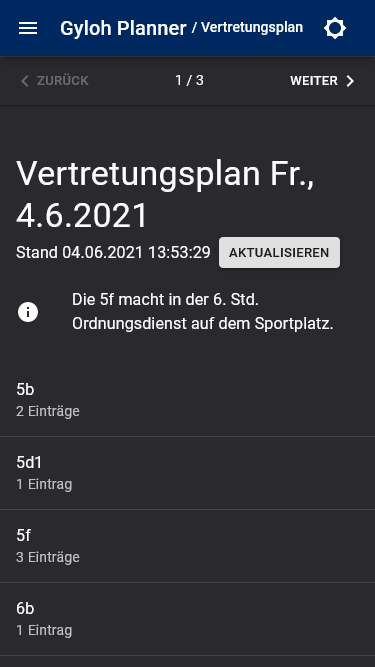 Gyloh Planner / Vertretungsplan
ZURÜCK 1 / 3 WEITER
Vertretungsplan Fr.,
4.6.2021
Stand 04.06.2021 13:53:29 AKTUALISIEREN
Die 5f macht in der 6. Std.
Ordnungsdienst auf dem Sportplatz.
5b
2 Einträge
5d1
1 Eintrag
5f
3 Einträge
6b
1 Eintrag